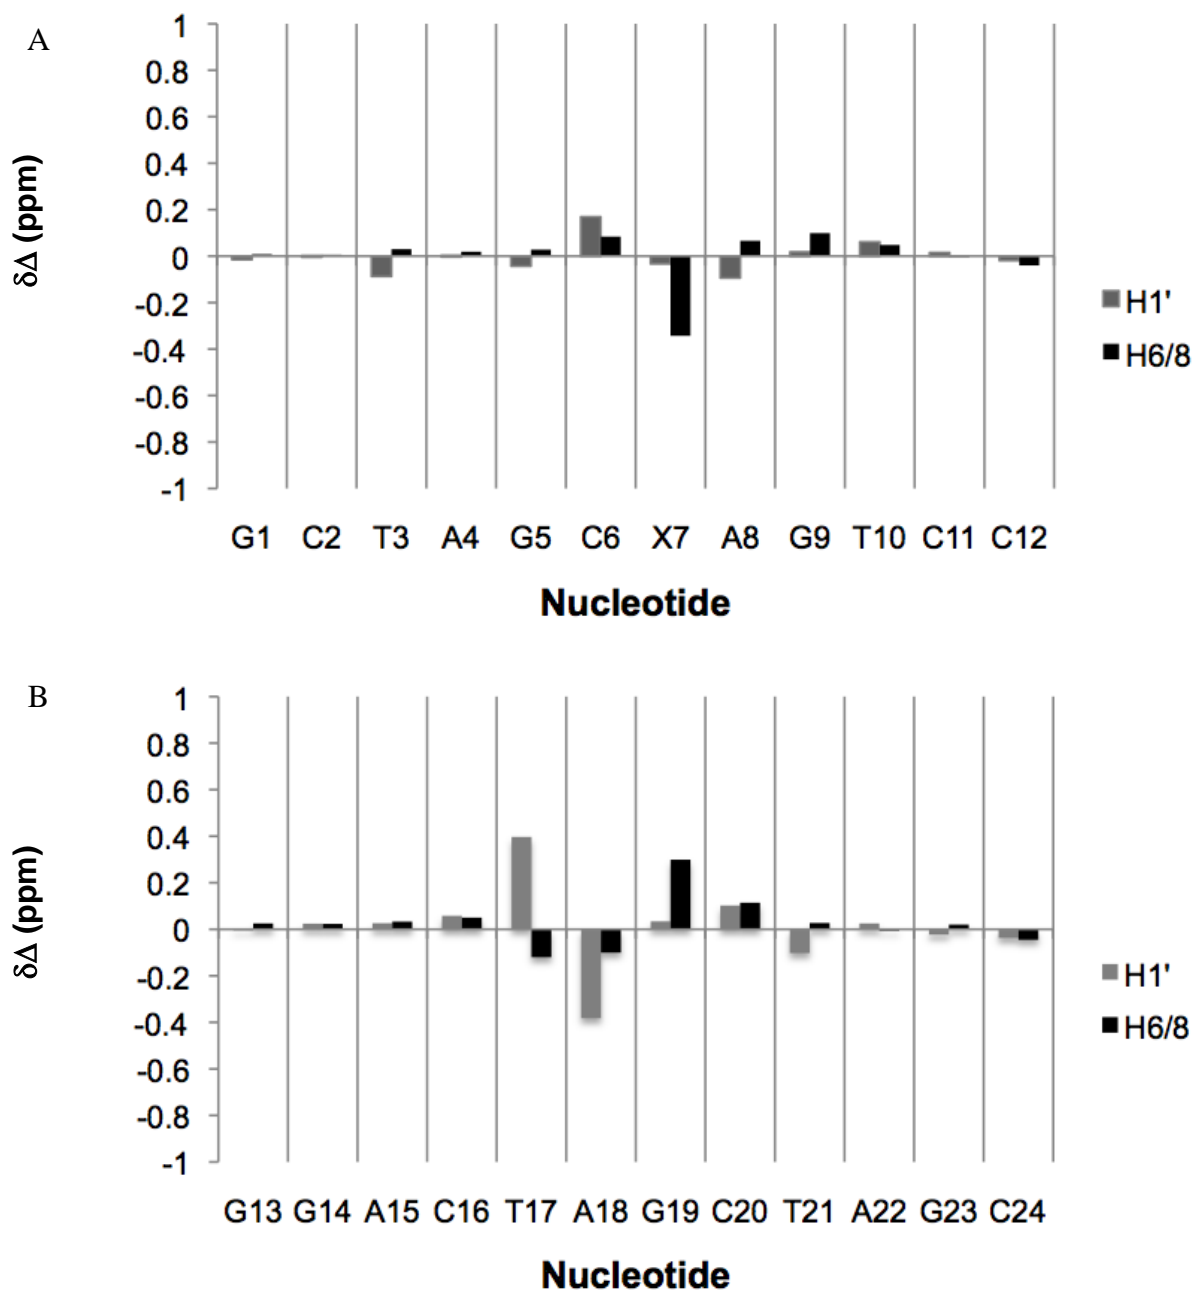 A
1
0.8
0.6
0.4
0.2
0
-0.2
-0.4
-0.6
-0.8
-1
δΔ (ppm)
H1'
H6/8
G1 C2 T3 A4 G5 C6 X7 A8 G9 T10 C11 C12
Nucleotide
B
1
0.8
0.6
0.4
0.2
0
-0.2
-0.4
-0.6
-0.8
-1
δΔ (ppm)
H1'
H6/8
G13 G14 A15 C16 T17 A18 G19 C20 T21 A22 G23 C24
Nucleotide